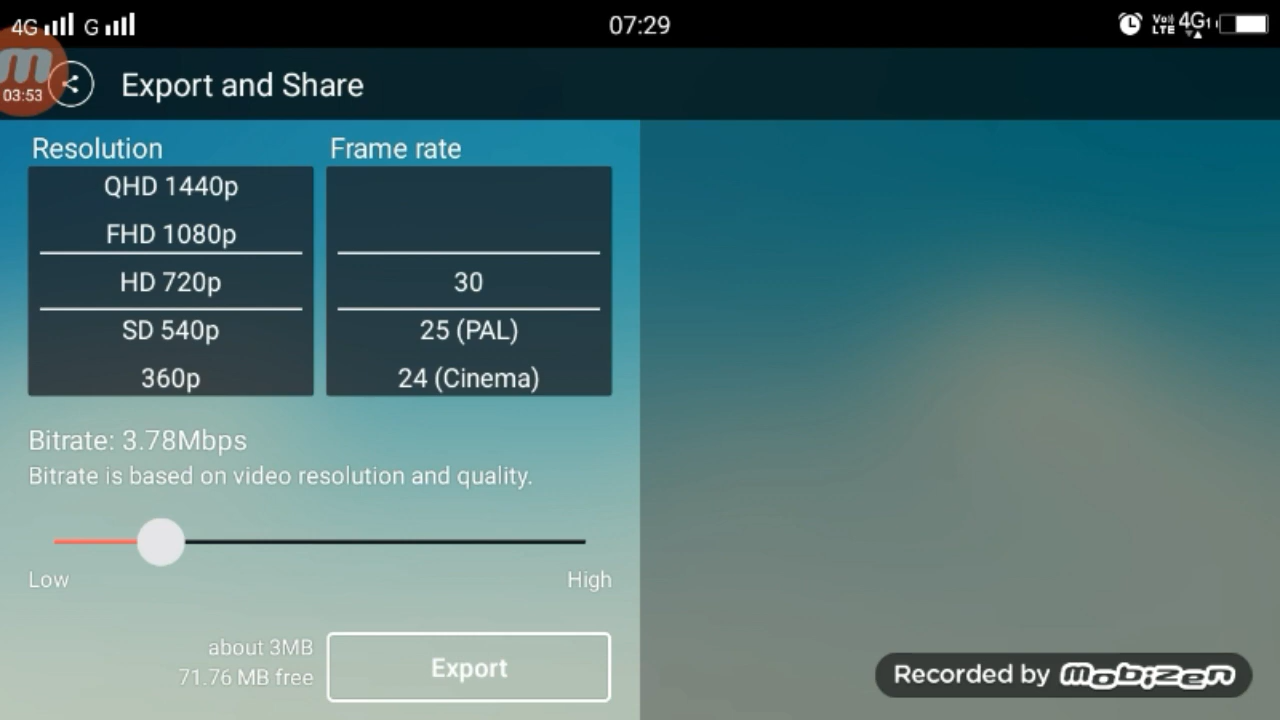 4G G 07:29 Vo) LTE 4G
m
03:53
Export and Share
Resolution Frame rate
QHD 1440p
FHD 1080p
HD 720p 30
SD 540p 25 (PAL)
360p 24 (Cinema)
Bitrate: 3.78Mbps
Bitrate is based on video resolution and quality.
Low High
about 3MB
71.76 MB free
Export
Recorded by mobizen